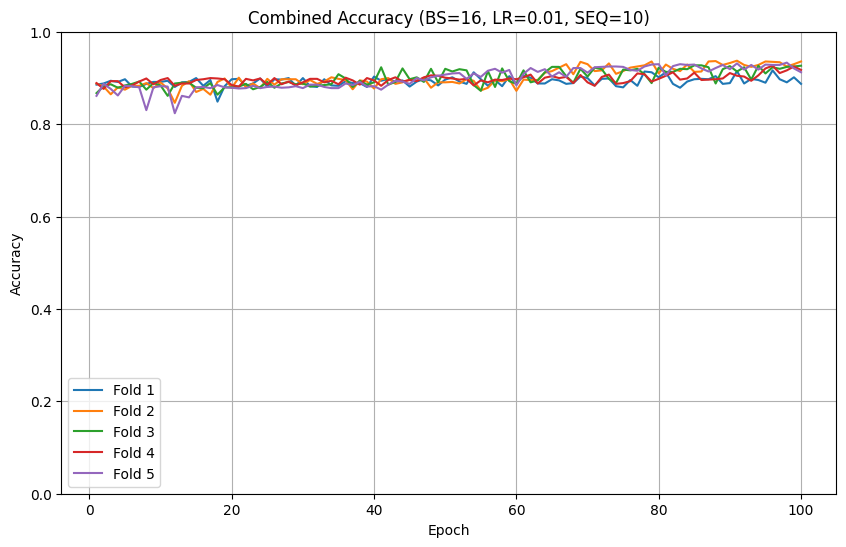 Combined Accuracy (BS=16, LR=0.01, SEQ=10)
1.0
0.8
0.6
0.4
0.2
0.0
Accuracy
Fold 1
Fold 2
Fold 3
Fold 4
Fold 5
0 20 40 60 80 100
Epoch